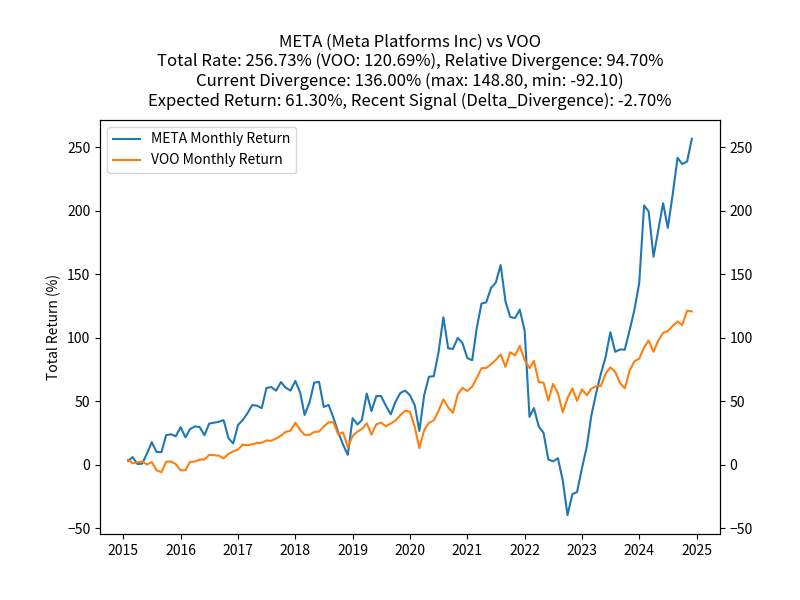 META (Meta Platforms Inc) vs VOO
Total Rate: 256.73% (VOO: 120.69%), Relative Divergence: 94.70%
Current Divergence: 136.00% (max: 148.80, min: -92.10)
Expected Return: 61.30%, Recent Signal (Delta_Divergence): -2.70%
META Monthly Return
VOO Monthly Return
Total Return (%)
250 250
200 200
150 150
100 100
50 50
0 0
−50 −50
2015 2016 2017 2018 2019 2020 2021 2022 2023 2024 2025